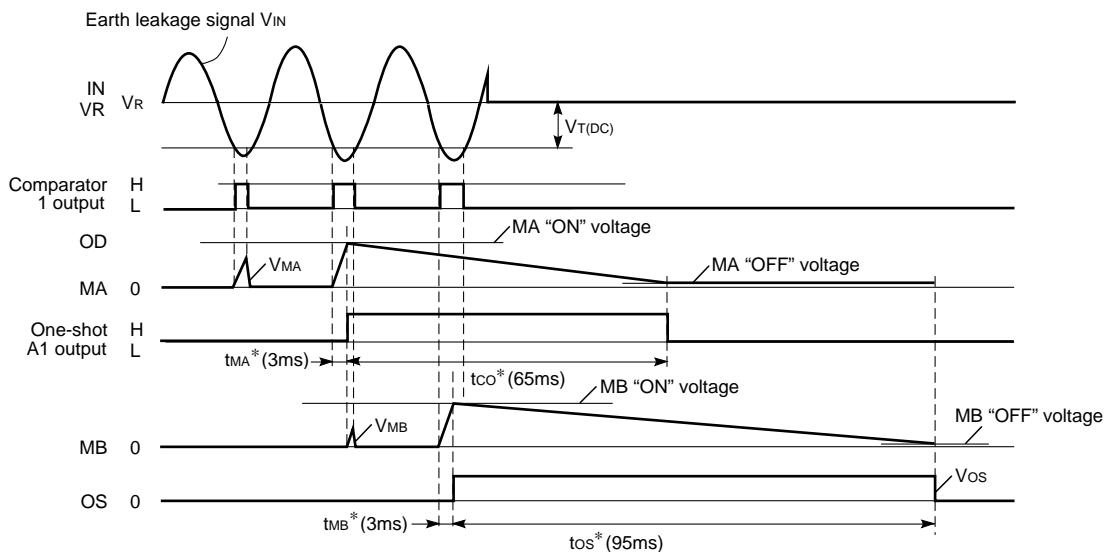 Earth leakage signal VIN
IN
VR
VR
VT(DC)
Comparator
1 output
H
L
MA “ON” voltage
OD
VMA
MA “OFF” voltage
MA
0
One-shot
A1 output
H
L
tMA* (3ms)
tCO* (65ms)
MB “ON” voltage
MB “OFF” voltage
VMB
MB
0
VOS
OS
0
tMB* (3ms)
tOS* (95ms)